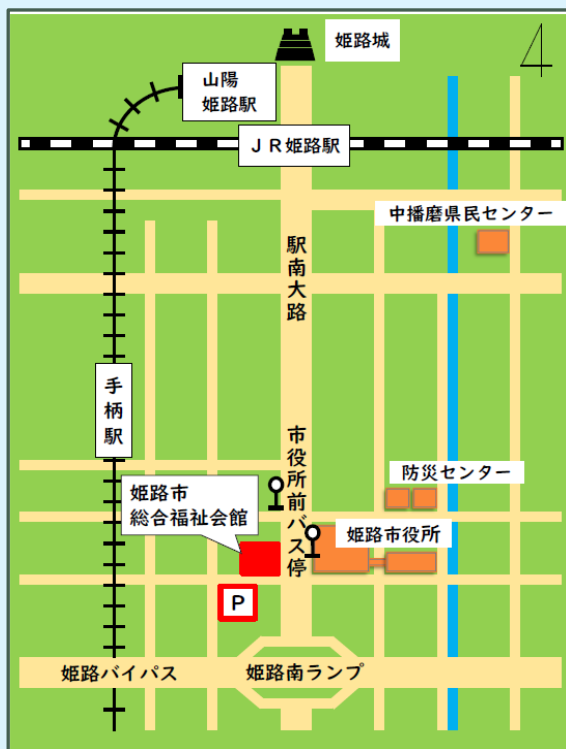 姫路城
山陽
姫路駅
ＪＲ姫路駅
中播磨県民センター
駅南大路
手柄駅
市役所前バス停
防災センター
姫路市
総合福祉会館
姫路市役所
P
姫路バイパス
姫路南ランプ